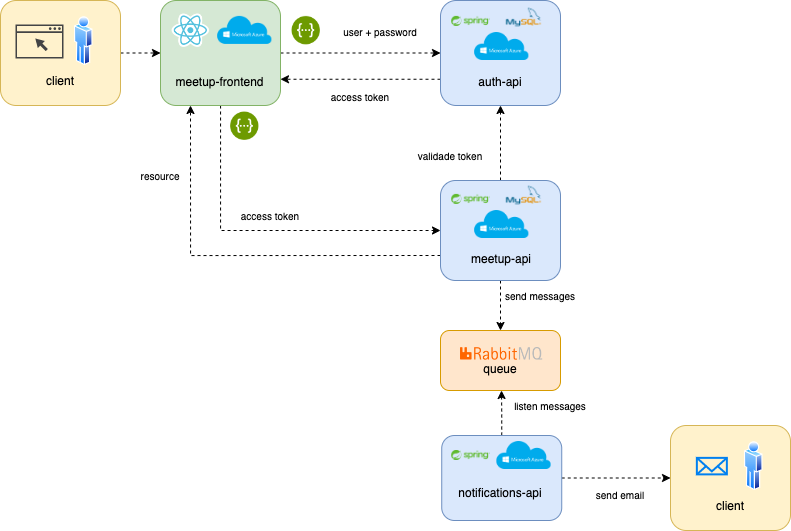 client
meetup-frontend
Microsoft Azure
{...}
user + password
access token
spring
MySQL
Microsoft Azure
auth-api
{...}
resource
validade token
access token
spring
MySQL
Microsoft Azure
meetup-api
send messages
RabbitMQ
queue
listen messages
spring
Microsoft Azure
notifications-api
send email
client